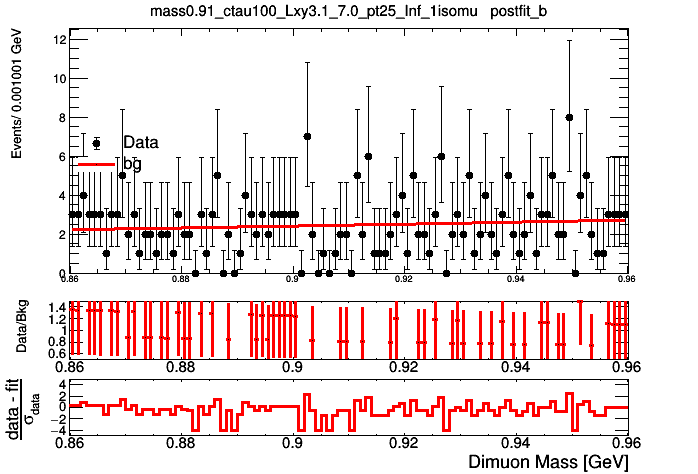 mass0.91_ctau100_Lxy3.1_7.0_pt25_Inf_1isomu postfit_b
Events/ 0.001001 GeV
12
10
8
6
4
2
0
Data
bg
0.86 0.88 0.9 0.92 0.94 0.96
Data/Bkg
1.4
1.2
1
0.8
0.6
0.86 0.88 0.9 0.92 0.94 0.96
data - fit
σdata
4
2
0
−2
−4
0.86 0.88 0.9 0.92 0.94 0.96
Dimuon Mass [GeV]